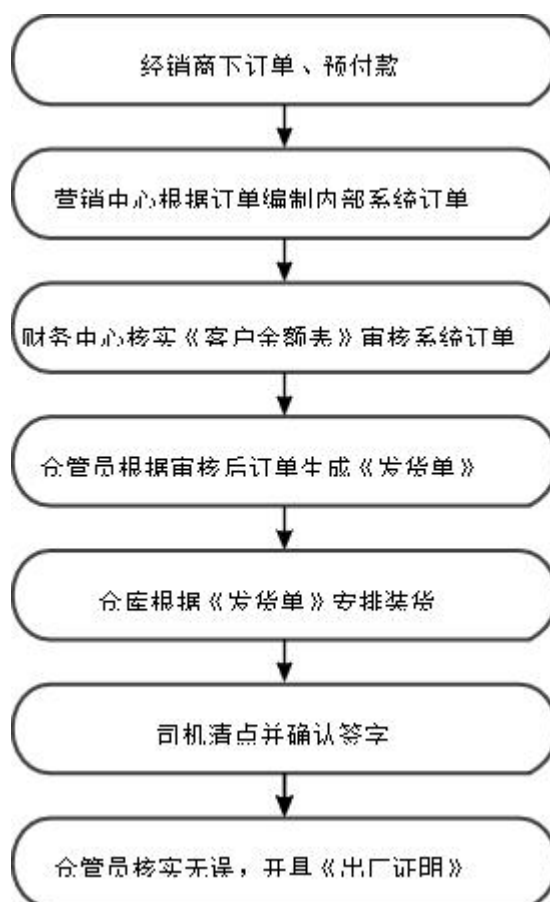 经销商下订单、预付款
营销中心根据订单编制内部系统订单
财务中心核实《客户余额表》审核系统订单
仓管员根据审核后订单生成《发货单》
仓库根据《发货单》安排装货
司机清点并确认签字
仓管员核实无误，开具《出厂证明》